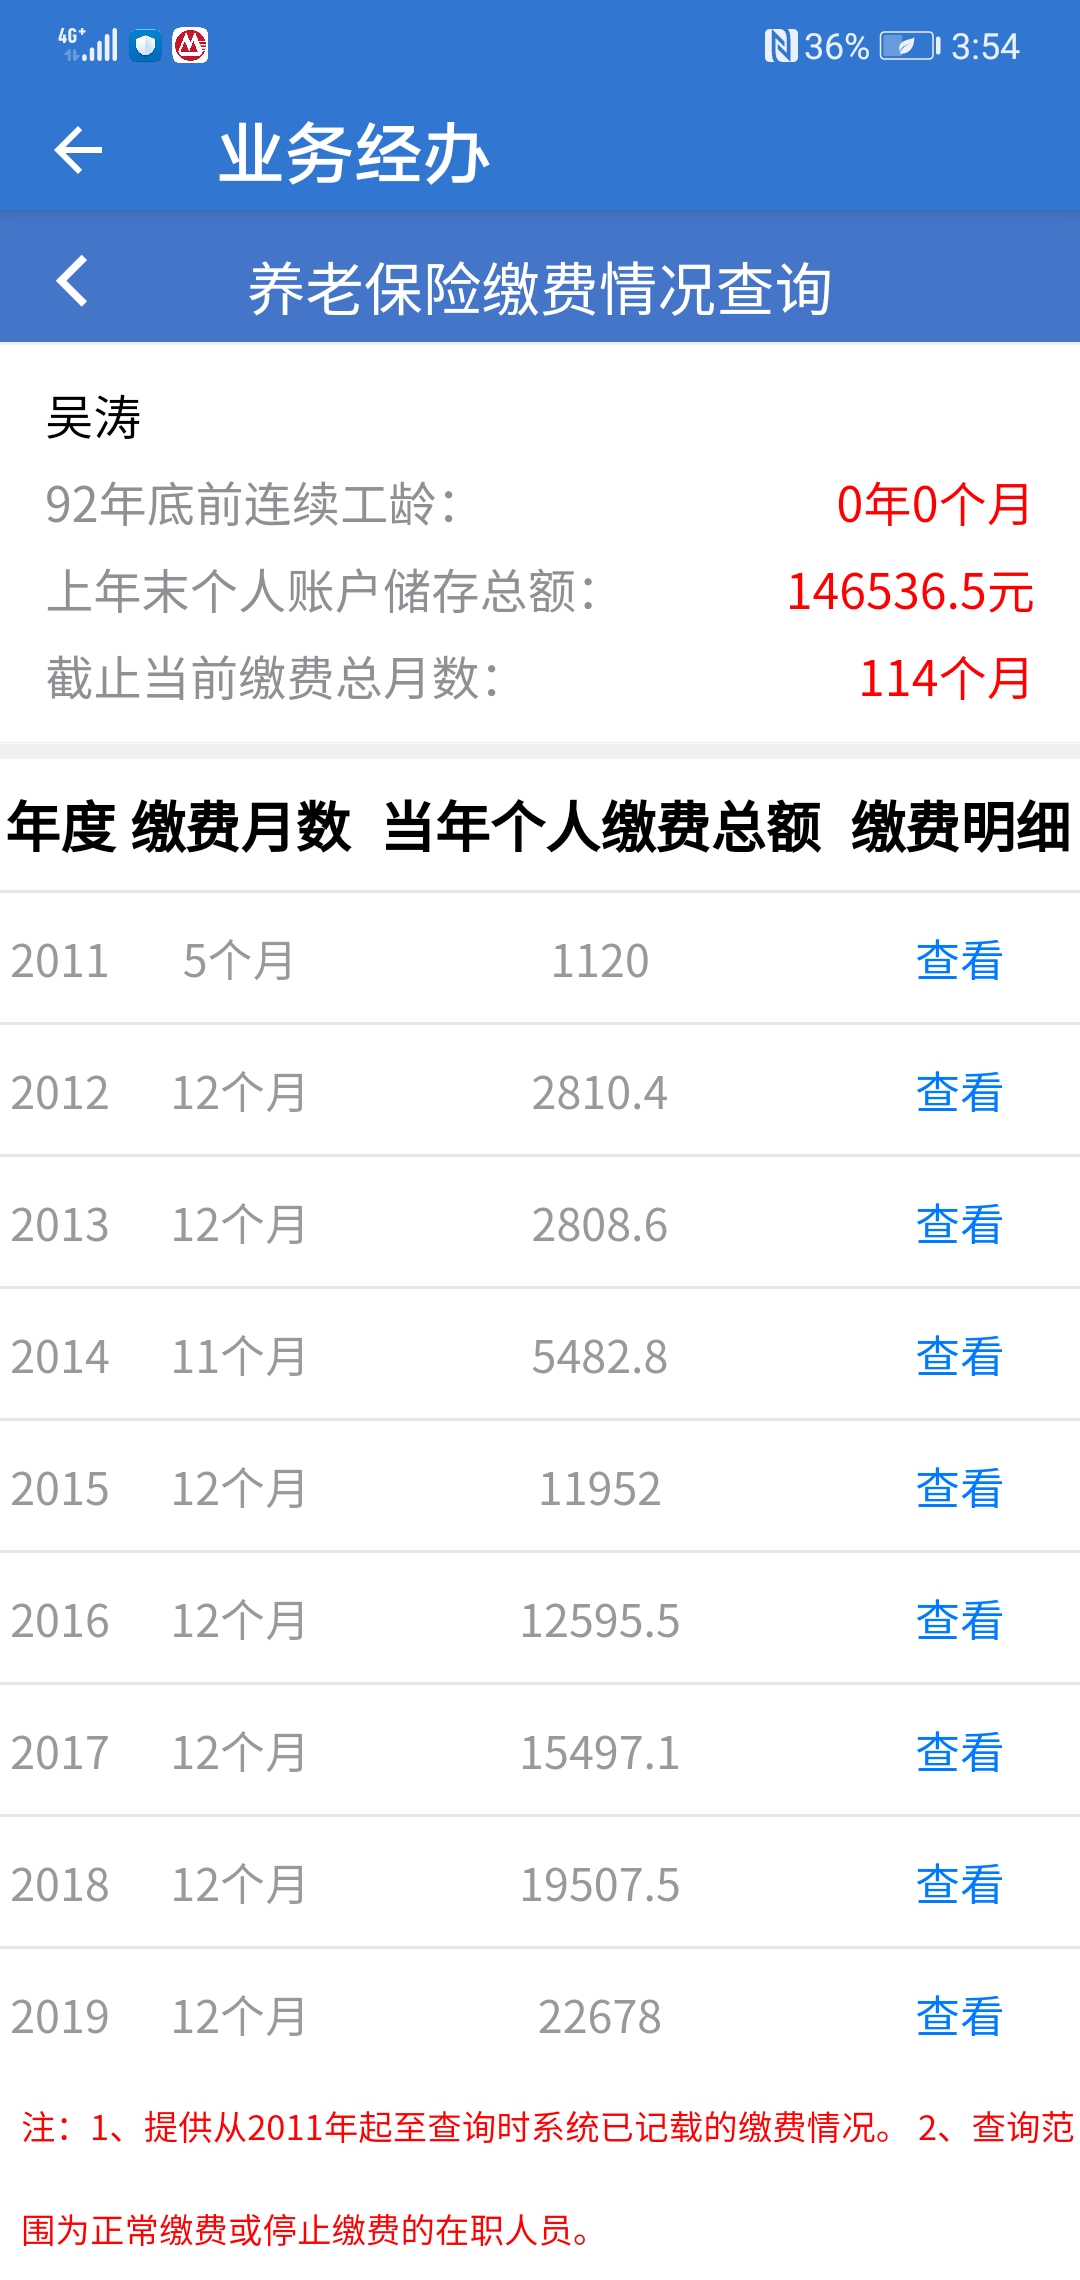 4G+ 36% 3:54
业务经办
养老保险缴费情况查询
吴涛
92年底前连续工龄： 0年0个月
上年末个人账户储存总额： 146536.5元
截止当前缴费总月数： 114个月
年度 缴费月数 当年个人缴费总额 缴费明细
2011 5个月 1120 查看
2012 12个月 2810.4 查看
2013 12个月 2808.6 查看
2014 11个月 5482.8 查看
2015 12个月 11952 查看
2016 12个月 12595.5 查看
2017 12个月 15497.1 查看
2018 12个月 19507.5 查看
2019 12个月 22678 查看
注：1、提供从2011年起至查询时系统已记载的缴费情况。 2、查询范
围为正常缴费或停止缴费的在职人员。